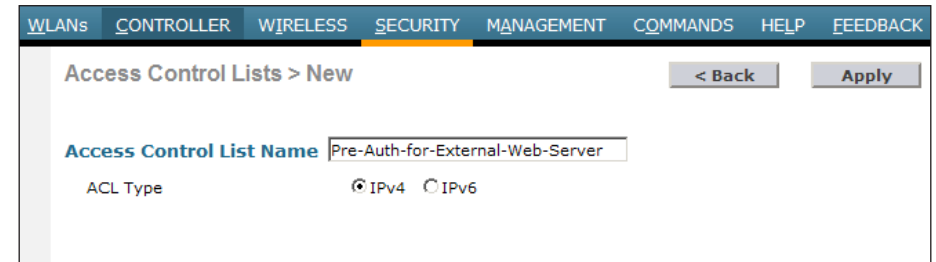 WLANs CONTROLLER WIRELESS SECURITY MANAGEMENT COMMANDS HELP FEEDBACK
Access Control Lists > New < Back Apply
Access Control List Name Pre-Auth-for-External-Web-Server
ACL Type IPv4 IPv6